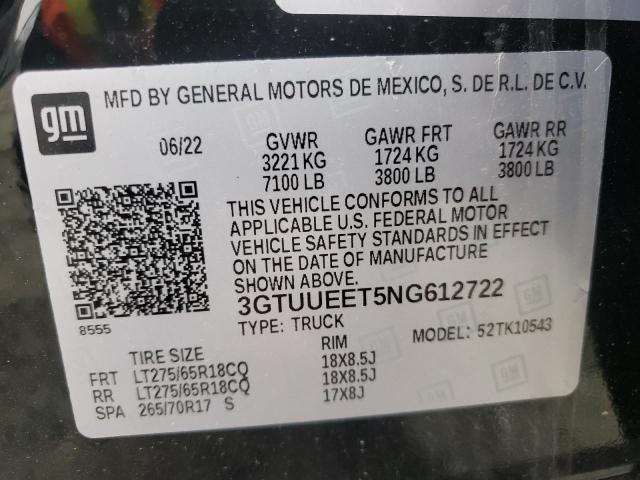 gm
MFD BY GENERAL MOTORS DE MEXICO, S. DE R.L. DE C.V.
06/22 GVWR GAWR FRT GAWR RR
3221 KG 1724 KG 1724 KG
7100 LB 3800 LB 3800 LB
THIS VEHICLE CONFORMS TO ALL
APPLICABLE U.S. FEDERAL MOTOR
VEHICLE SAFETY STANDARDS IN EFFECT
ON THE DATE OF MANUFACTURE
SHOWN ABOVE.
8555
3GTUUEET5NG612722
TYPE: TRUCK MODEL: 52TK10543
TIRE SIZE RIM
FRT LT275/65R18CQ 18X8.5J
RR LT275/65R18CQ 18X8.5J
SPA 265/70R17 S 17X8J